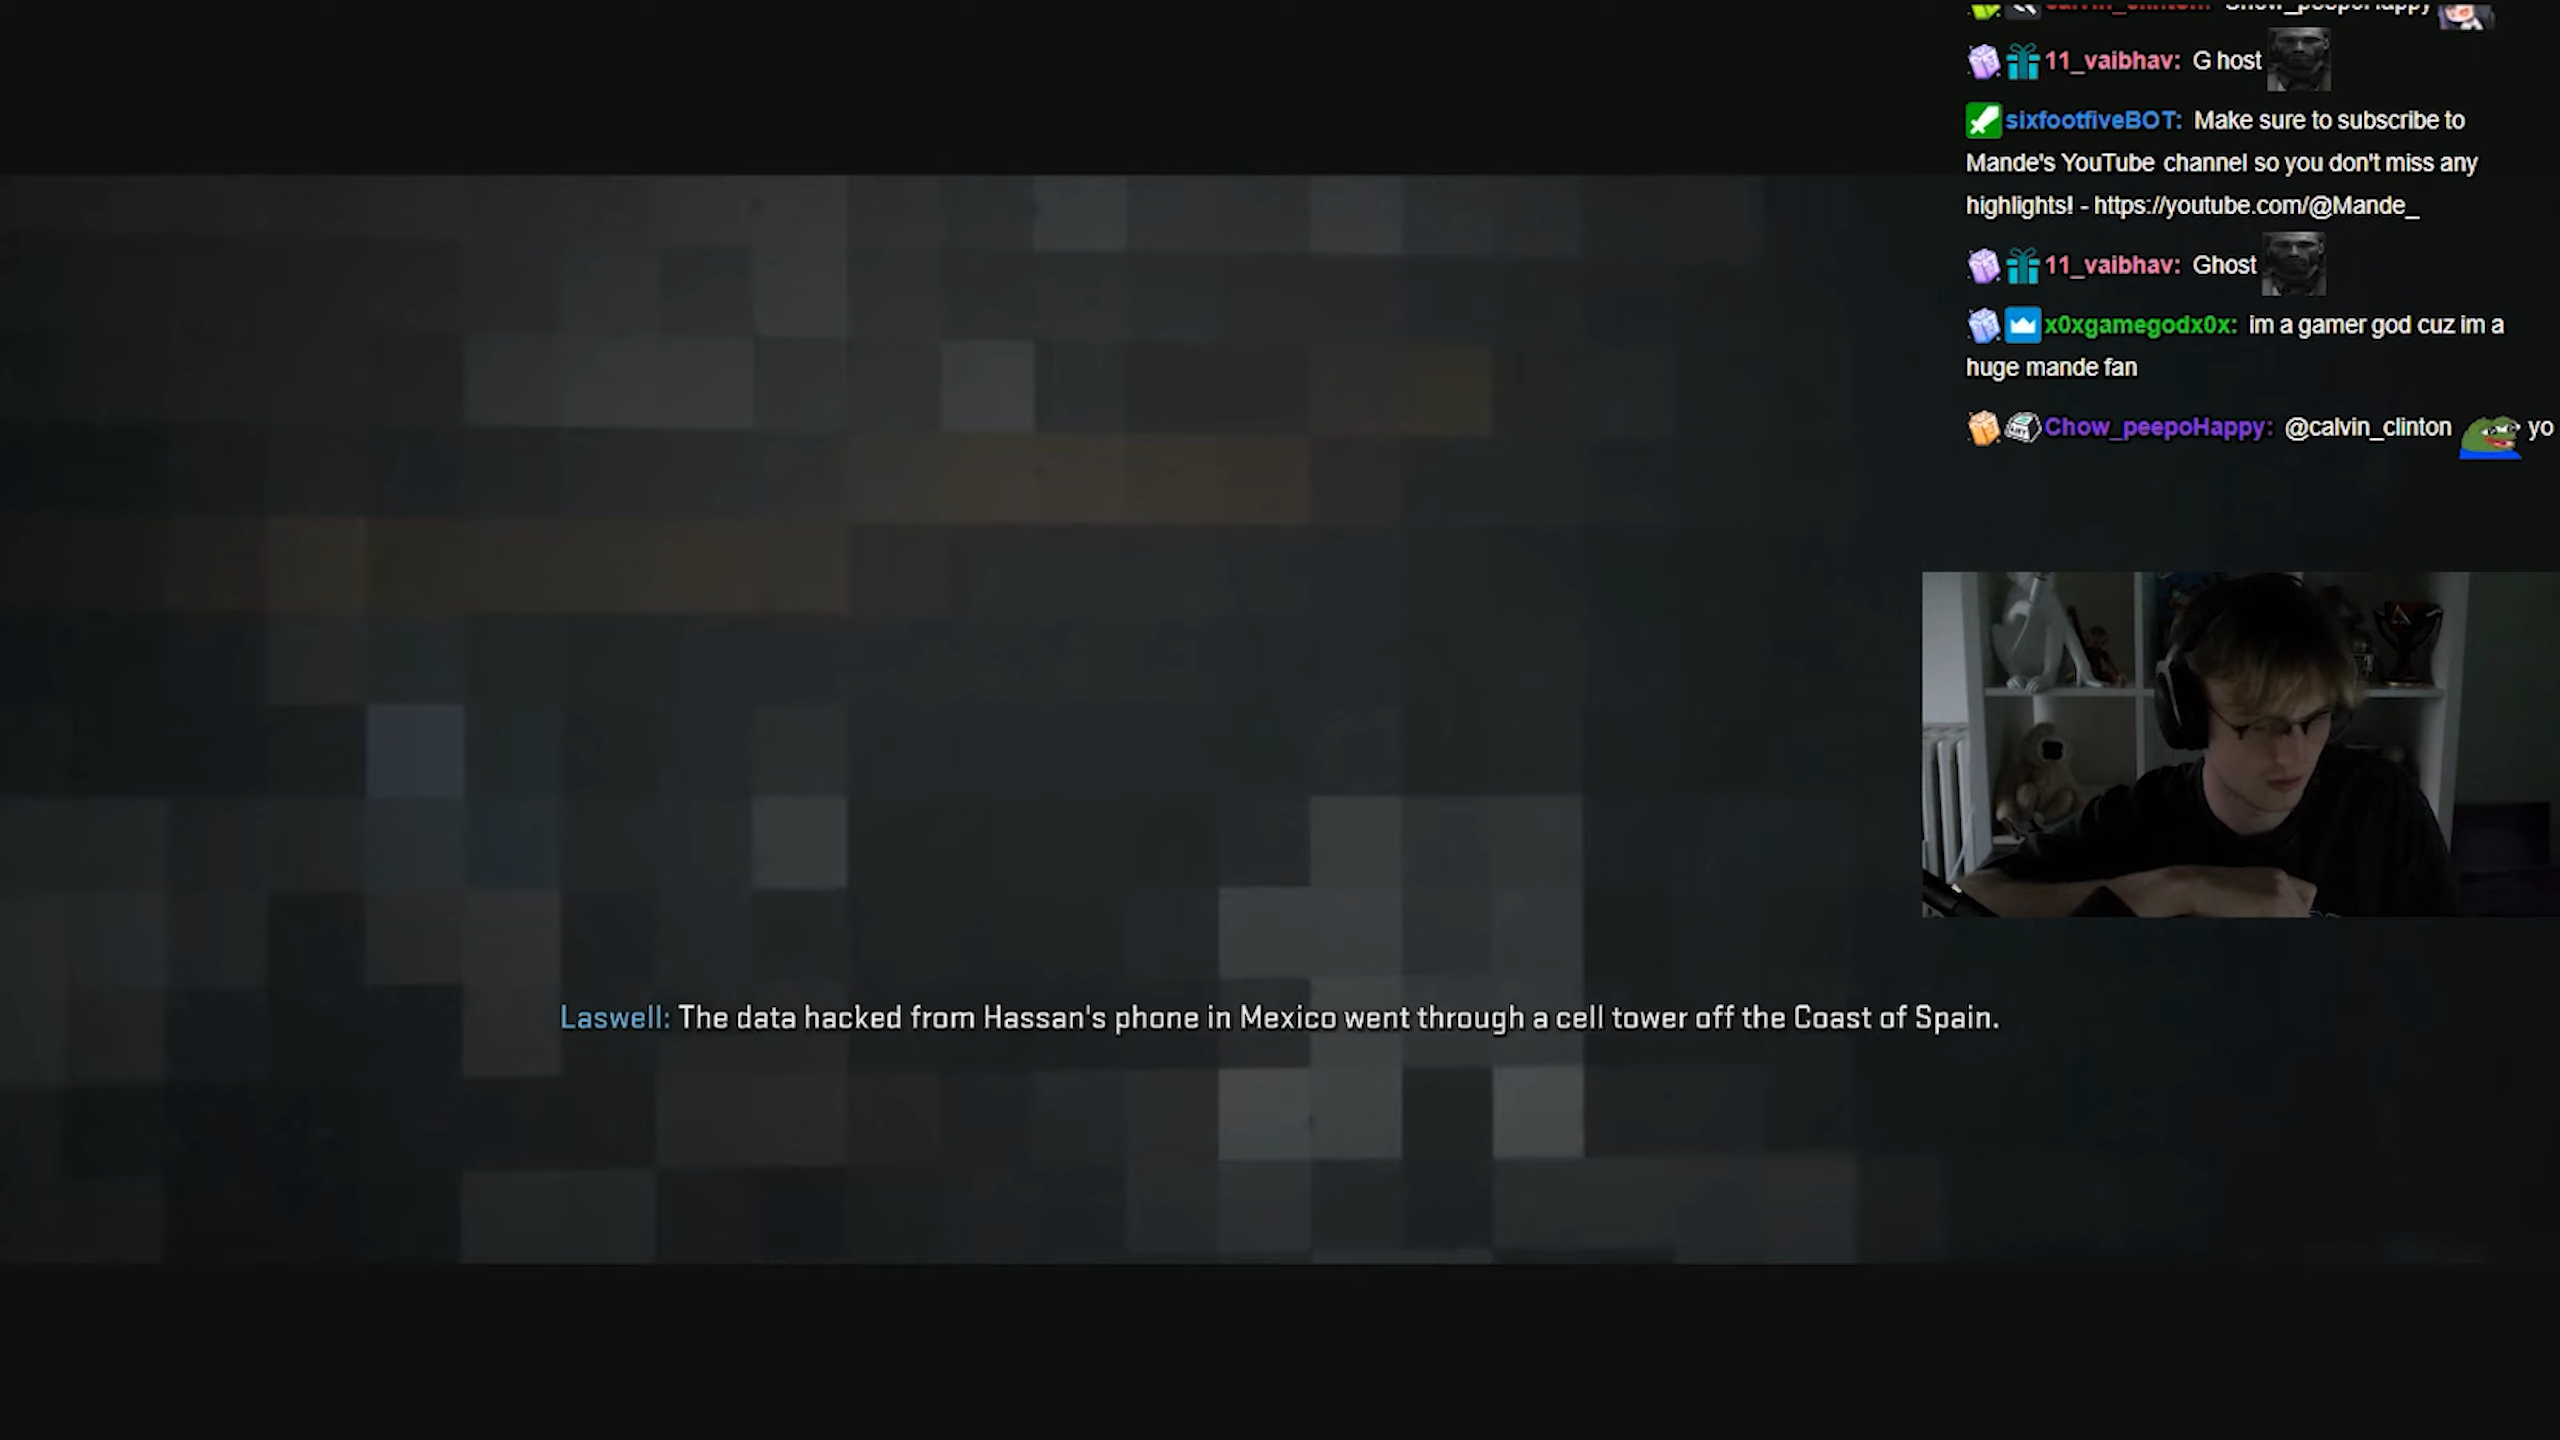 11_vaibhav: G host
sixfootfiveBOT: Make sure to subscribe to
Mande's YouTube channel so you don't miss any
highlights! - https://youtube.com/@Mande_
11_vaibhav: Ghost
x0xgamegodx0x: im a gamer god cuz im a
huge mande fan
Chow_peepoHappy: @calvin_clinton yo
Laswell: The data hacked from Hassan's phone in Mexico went through a cell tower off the Coast of Spain.